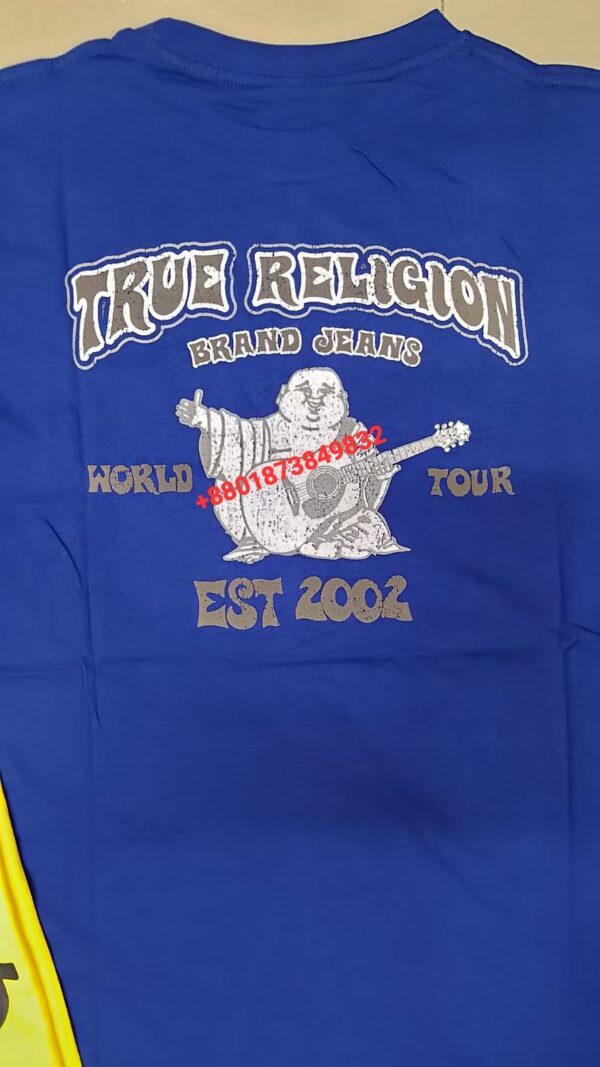 TRUE RELIGION
BRAND JEANS
WORLD TOUR
+8801873849832
EST 2002